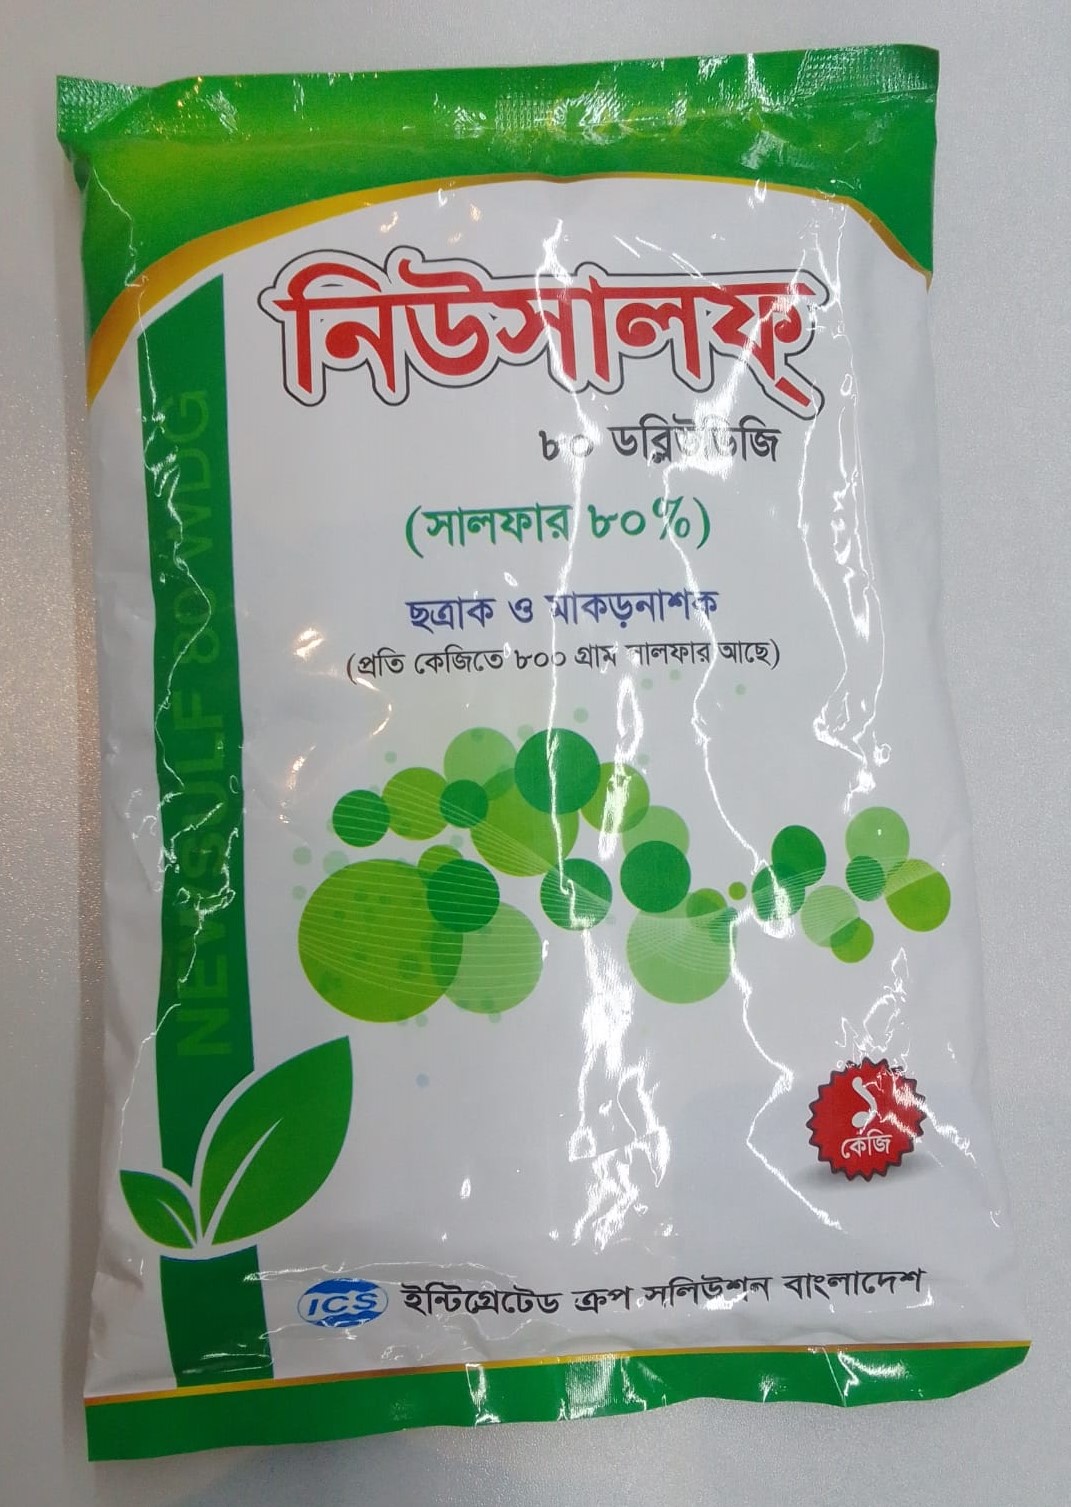 নিউসালফ্
৮০ ডব্লিউডিজি
(সালফার ৮০%)
ছত্রাক ও মাকড়নাশক
(প্রতি কেজিতে ৮০০ গ্রাম সালফার আছে)
NEWSULF 80 WDG
১
কেজি
ICS ইন্টিগ্রেটেড ক্রপ সলিউশন বাংলাদেশ